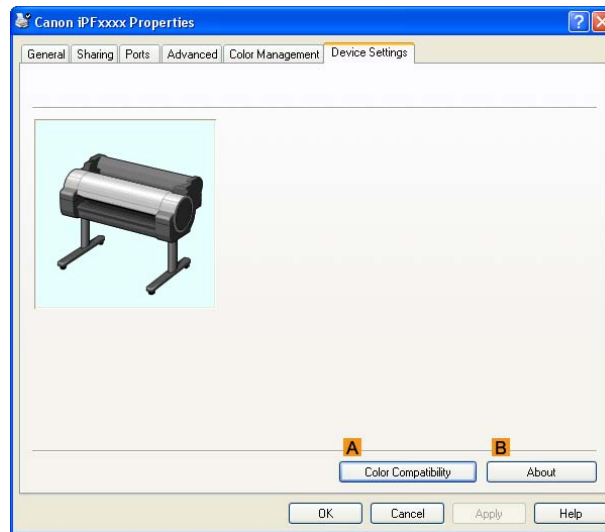 Canon iPFxxxx Properties
General Sharing Ports Advanced Color Management Device Settings
A B
Color Compatibility About
OK Cancel Apply Help